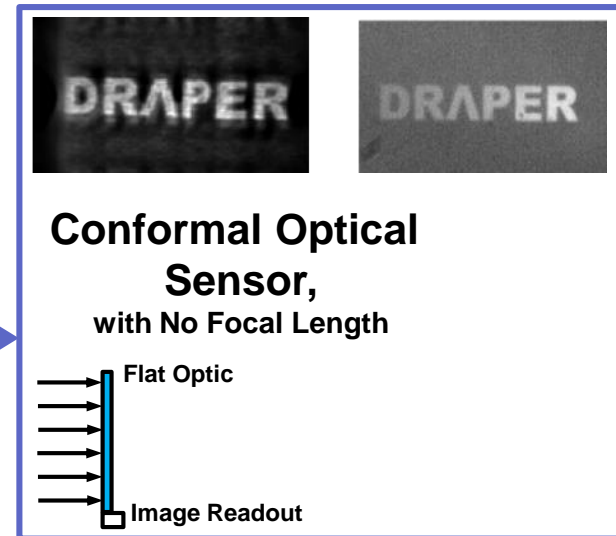 DRAPER DRAPER
Conformal Optical
Sensor,
with No Focal Length
Flat Optic
Image Readout